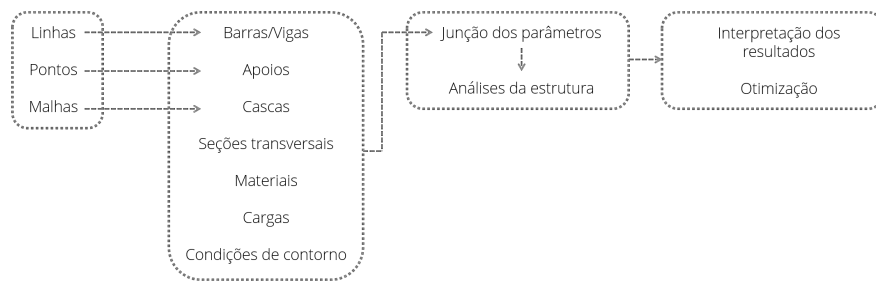 Linhas
Pontos
Malhas
Barras/Vigas
Apoios
Cascas
Seções transversais
Materiais
Cargas
Condições de contorno
Junção dos parâmetros
Análises da estrutura
Interpretação dos
resultados
Otimização